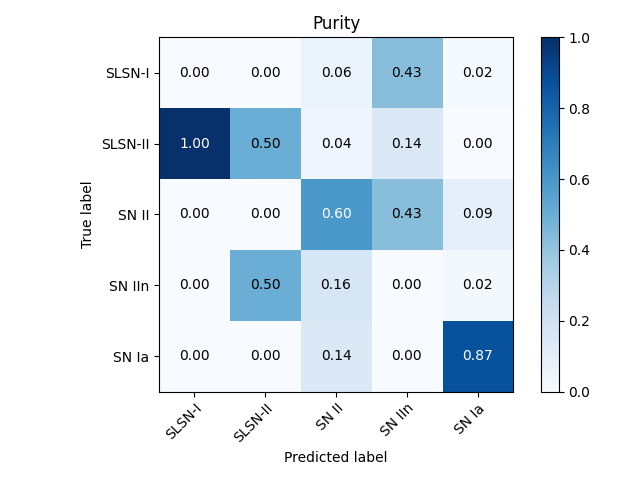 Purity
SLSN-I 0.00 0.00 0.06 0.43 0.02
SLSN-II 1.00 0.50 0.04 0.14 0.00
SN II 0.00 0.00 0.60 0.43 0.09
SN IIn 0.00 0.50 0.16 0.00 0.02
SN Ia 0.00 0.00 0.14 0.00 0.87
True label
SLSN-I SLSN-II SN II SN IIn SN Ia
Predicted label
1.0
0.8
0.6
0.4
0.2
0.0